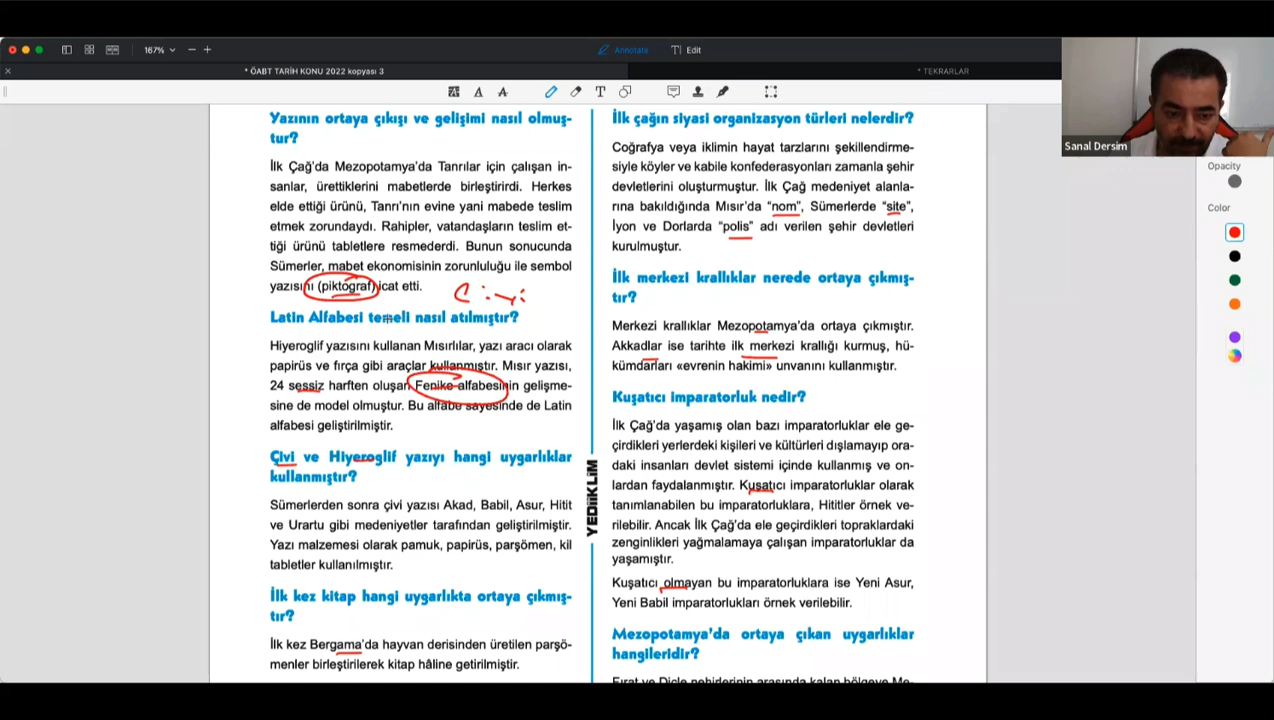 167%
Annotate
Edit
* ÖABT TARİH KONU 2022 kopyası 3
* TEKRARLAR
Sanal Dersim
Opacity
Color
Yazının ortaya çıkışı ve gelişimi nasıl olmuş-
tur?
İlk Çağ'da Mezopotamya'da Tanrılar için çalışan in-
sanlar, ürettiklerini mabetlerde birleştirirdi. Herkes
elde ettiği ürünü, Tanrı'nın evine yani mabede teslim
etmek zorundaydı. Rahipler, vatandaşların teslim et-
tiği ürünü tabletlere resmederdi. Bunun sonucunda
Sümerler, mabet ekonomisinin zorunluluğu ile sembol
yazısını (piktograf) icat etti.
Çivi
Latin Alfabesi temeli nasıl atılmıştır?
Hiyeroglif yazısını kullanan Mısırlılar, yazı aracı olarak
papirüs ve fırça gibi araçlar kullanmıştır. Mısır yazısı,
24 sessiz harften oluşan Fenike alfabesinin gelişme-
sine de model olmuştur. Bu alfabe sayesinde de Latin
alfabesi geliştirilmiştir.
Çivi ve Hiyeroglif yazıyı hangi uygarlıklar
kullanmıştır?
Sümerlerden sonra çivi yazısı Akad, Babil, Asur, Hitit
ve Urartu gibi medeniyetler tarafından geliştirilmiştir.
Yazı malzemesi olarak pamuk, papirüs, parşömen, kil
tabletler kullanılmıştır.
İlk kez kitap hangi uygarlıkta ortaya çıkmış-
tır?
İlk kez Bergama'da hayvan derisinden üretilen parşö-
menler birleştirilerek kitap hâline getirilmiştir.
YEDiiKLiM
İlk çağın siyasi organizasyon türleri nelerdir?
Coğrafya veya iklimin hayat tarzlarını şekillendirme-
siyle köyler ve kabile konfederasyonları zamanla şehir
devletlerini oluşturmuştur. İlk Çağ medeniyet alanla-
rına bakıldığında Mısır'da “nom”, Sümerlerde “site”,
İyon ve Dorlarda “polis” adı verilen şehir devletleri
kurulmuştur.
İlk merkezi krallıklar nerede ortaya çıkmış-
tır?
Merkezi krallıklar Mezopotamya'da ortaya çıkmıştır.
Akkadlar ise tarihte ilk merkezi krallığı kurmuş, hü-
kümdarları «evrenin hakimi» unvanını kullanmıştır.
Kuşatıcı imparatorluk nedir?
İlk Çağ'da yaşamış olan bazı imparatorluklar ele ge-
çirdikleri yerlerdeki kişileri ve kültürleri dışlamayıp ora-
daki insanları devlet sistemi içinde kullanmış ve on-
lardan faydalanmıştır. Kuşatıcı imparatorluklar olarak
tanımlanabilen bu imparatorluklara, Hititler örnek ve-
rilebilir. Ancak İlk Çağ'da ele geçirdikleri topraklardaki
zenginlikleri yağmalamaya çalışan imparatorluklar da
yaşamıştır.
Kuşatıcı olmayan bu imparatorluklara ise Yeni Asur,
Yeni Babil imparatorlukları örnek verilebilir.
Mezopotamya'da ortaya çıkan uygarlıklar
hangileridir?
Fırat ve Dicle nehirlerinin arasında kalan bölgeye Me-